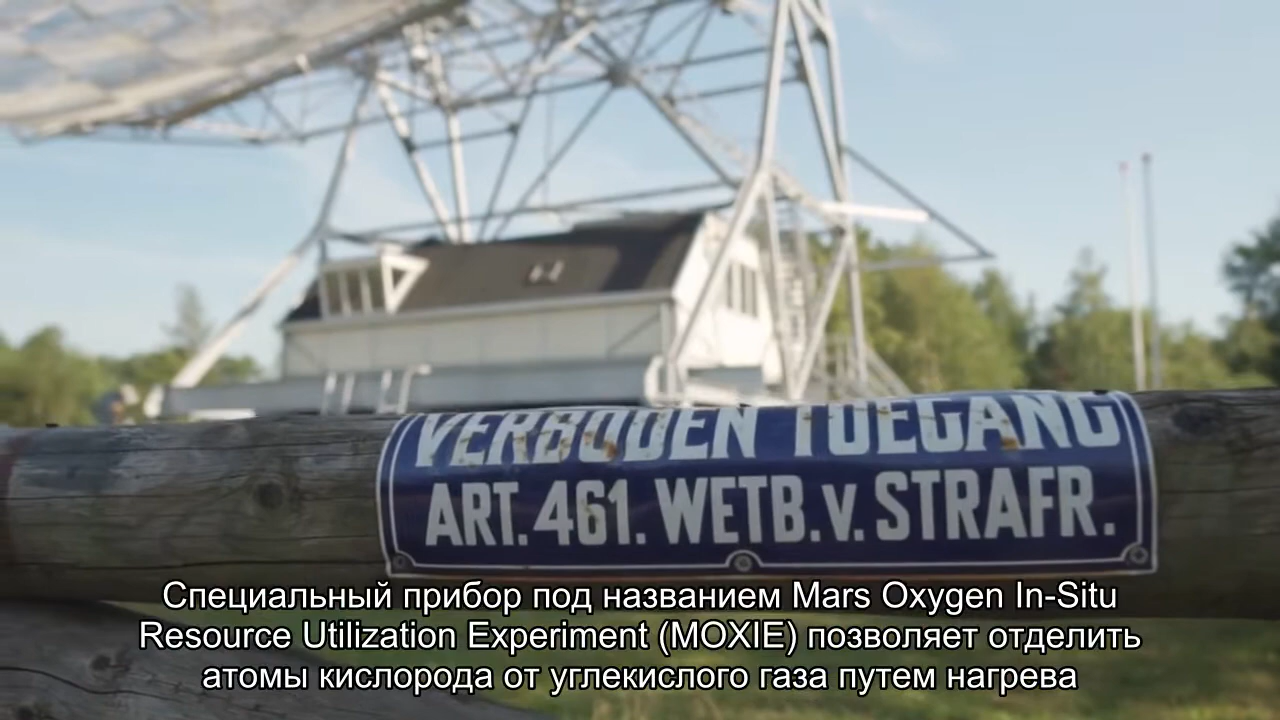 VERBODEN TOEGANG
ART. 461. WETB. v. STRAFR.
Специальный прибор под названием Mars Oxygen In-Situ
Resource Utilization Experiment (MOXIE) позволяет отделить
атомы кислорода от углекислого газа путем нагрева